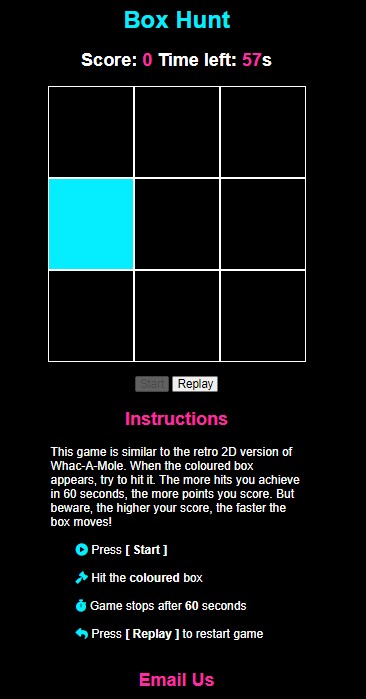 Box Hunt
Score: 0 Time left: 57s
Start Replay
Instructions
This game is similar to the retro 2D version of
Whac-A-Mole. When the coloured box
appears, try to hit it. The more hits you achieve
in 60 seconds, the more points you score. But
beware, the higher your score, the faster the
box moves!
Press [ Start ]
Hit the coloured box
Game stops after 60 seconds
Press [ Replay ] to restart game
Email Us